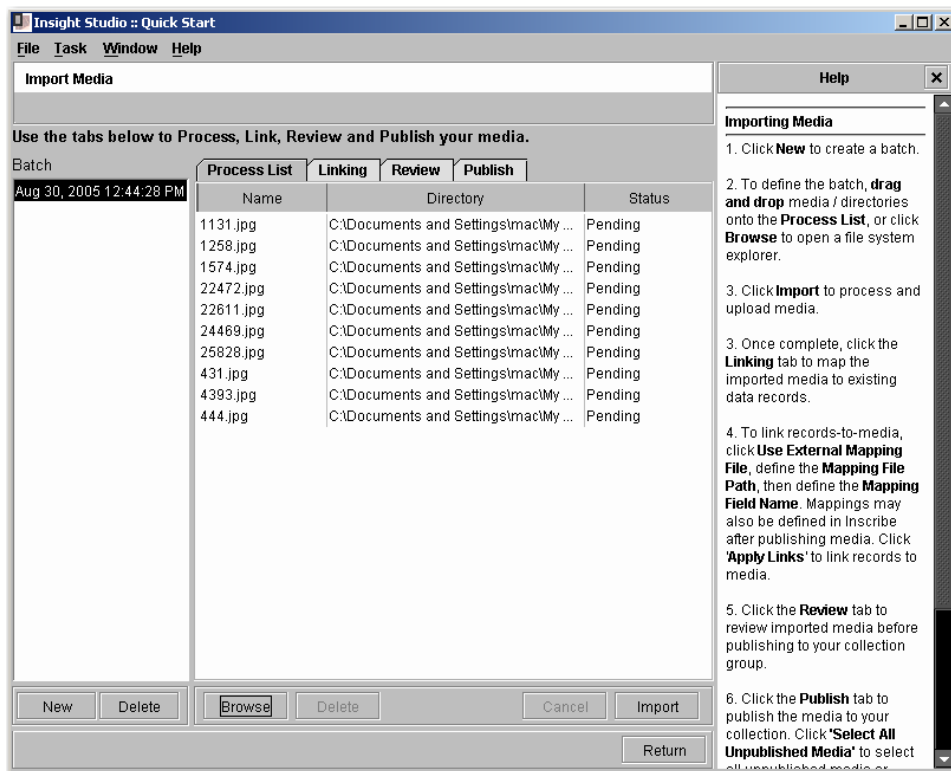 Insight Studio :: Quick Start
File Task Window Help
Import Media
Use the tabs below to Process, Link, Review and Publish your media.
Batch
Aug 30, 2005 12:44:28 PM
Process List Linking Review Publish
Name Directory Status
1131.jpg C:\Documents and Settings\mac\My ... Pending
1258.jpg C:\Documents and Settings\mac\My ... Pending
1574.jpg C:\Documents and Settings\mac\My ... Pending
22472.jpg C:\Documents and Settings\mac\My ... Pending
22611.jpg C:\Documents and Settings\mac\My ... Pending
24469.jpg C:\Documents and Settings\mac\My ... Pending
25828.jpg C:\Documents and Settings\mac\My ... Pending
431.jpg C:\Documents and Settings\mac\My ... Pending
4393.jpg C:\Documents and Settings\mac\My ... Pending
444.jpg C:\Documents and Settings\mac\My ... Pending
New Delete
Browse Delete Cancel Import
Return
Help
Importing Media
1. Click New to create a batch.
2. To define the batch, drag
and drop media / directories
onto the Process List, or click
Browse to open a file system
explorer.
3. Click Import to process and
upload media.
3. Once complete, click the
Linking tab to map the
imported media to existing
data records.
4. To link records-to-media,
click Use External Mapping
File, define the Mapping File
Path, then define the Mapping
Field Name. Mappings may
also be defined in Inscribe
after publishing media. Click
'Apply Links' to link records to
media.
5. Click the Review tab to
review imported media before
publishing to your collection
group.
6. Click the Publish tab to
publish the media to your
collection. Click 'Select All
Unpublished Media' to select
all unpublished media or